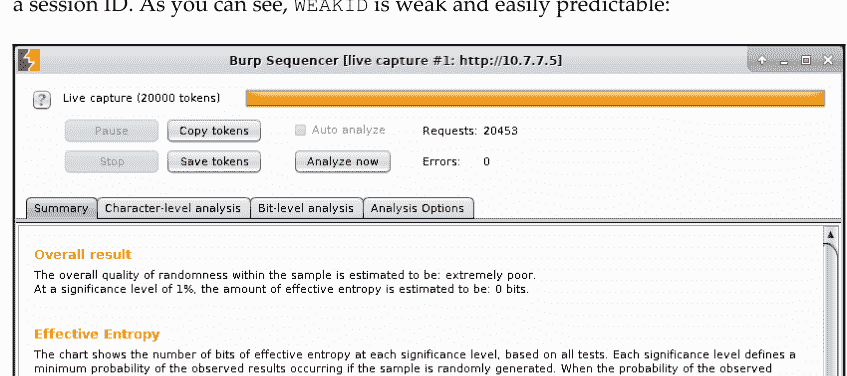 a session ID. As you can see, WEAKID is weak and easily predictable:
Burp Sequencer [live capture #1: http://10.7.7.5]
? Live capture (20000 tokens)
Pause Copy tokens Auto analyze Requests: 20453
Stop Save tokens Analyze now Errors: 0
Summary Character-level analysis Bit-level analysis Analysis Options
Overall result
The overall quality of randomness within the sample is estimated to be: extremely poor.
At a significance level of 1%, the amount of effective entropy is estimated to be: 0 bits.
Effective Entropy
The chart shows the number of bits of effective entropy at each significance level, based on all tests. Each significance level defines a
minimum probability of the observed results occurring if the sample is randomly generated. When the probability of the observed